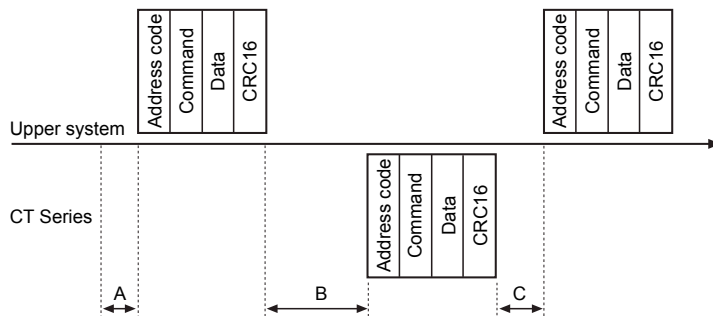 Address code
Command
Data
CRC16
Address code
Command
Data
CRC16
Upper system
CT Series
Address code
Command
Data
CRC16
A
B
C